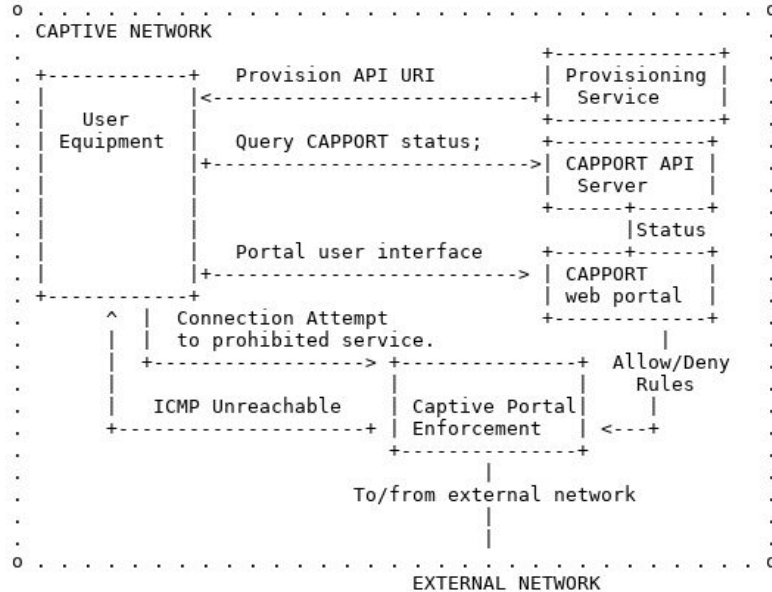 CAPTIVE NETWORK
Provision API URI
Provisioning
Service
User
Equipment
Query CAPPORT status;
CAPPORT API
Server
Status
Portal user interface
CAPPORT
web portal
Connection Attempt
to prohibited service.
Allow/Deny
Rules
ICMP Unreachable
Captive Portal
Enforcement
To/from external network
EXTERNAL NETWORK